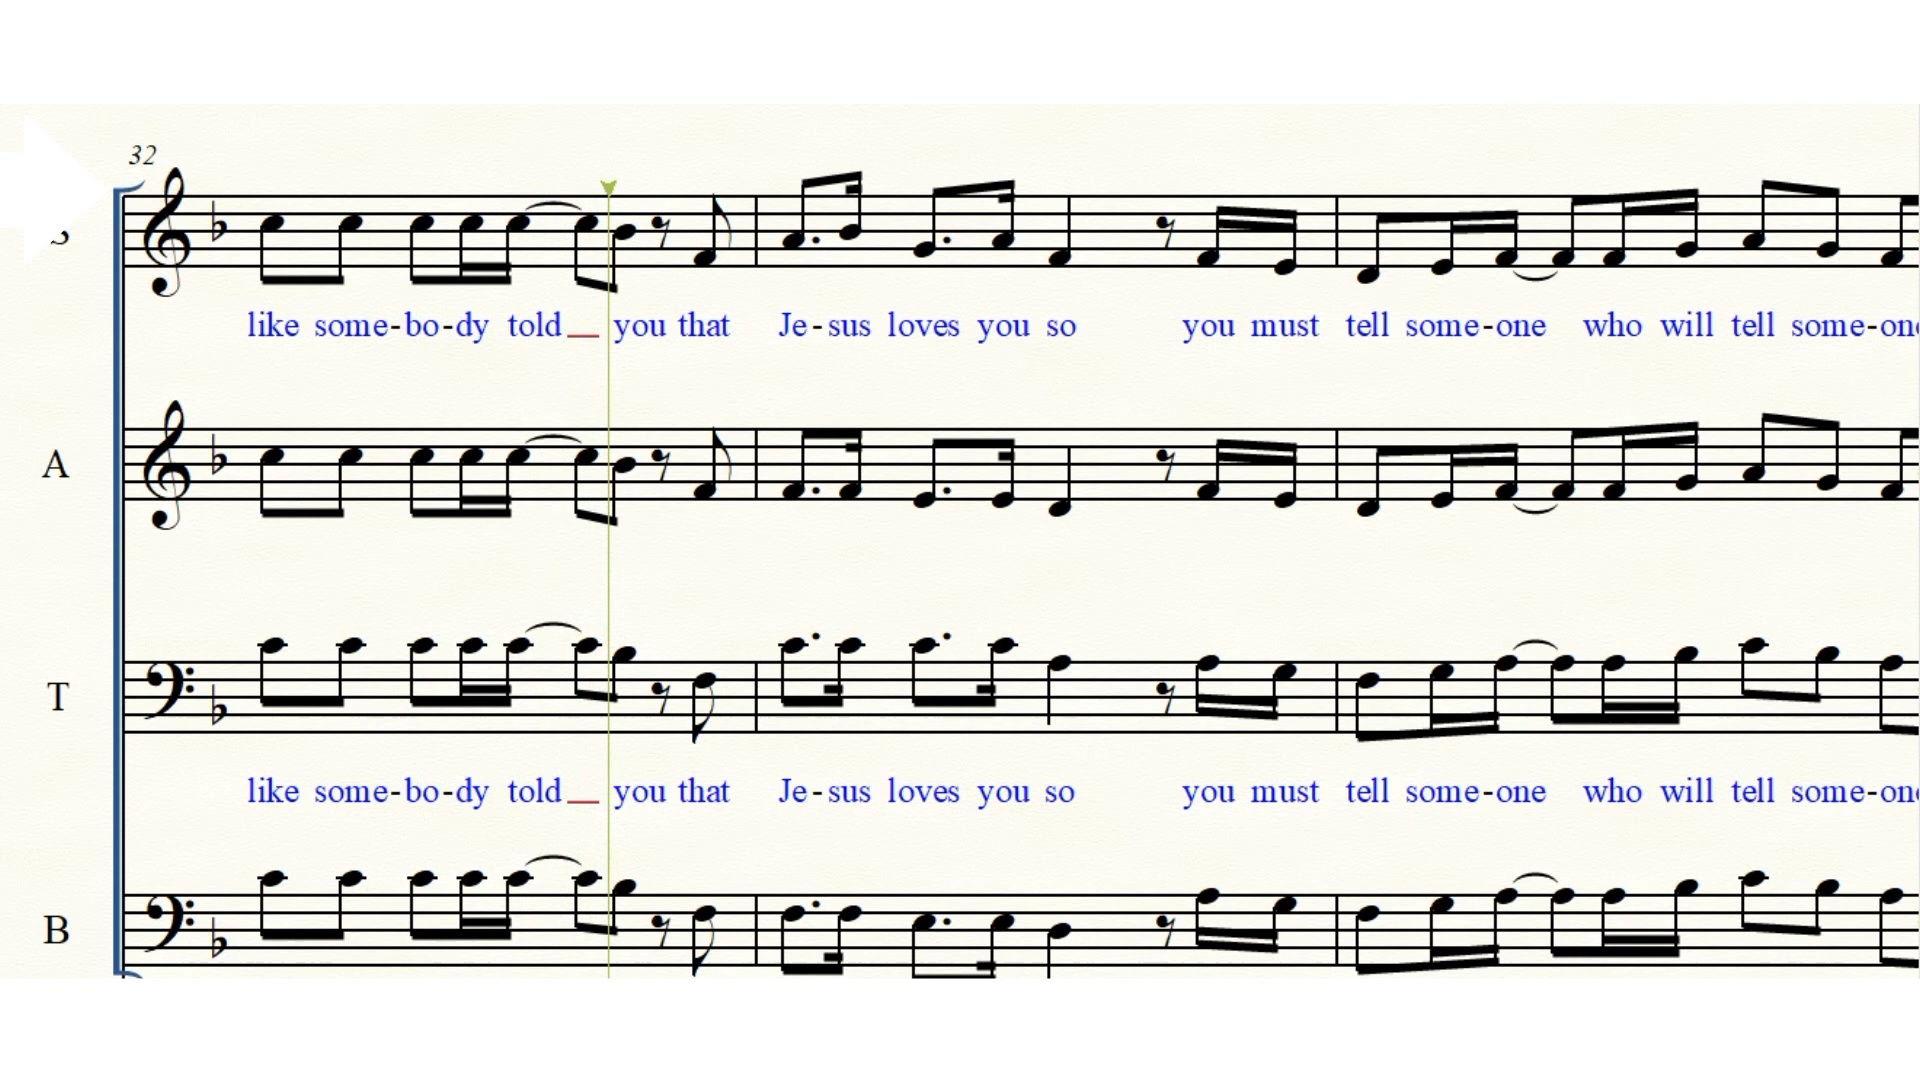 32
like some-bo-dy told__ you that Je-sus loves you so you must tell some-one who will tell some-one
A
T
like some-bo-dy told__ you that Je-sus loves you so you must tell some-one who will tell some-one
B